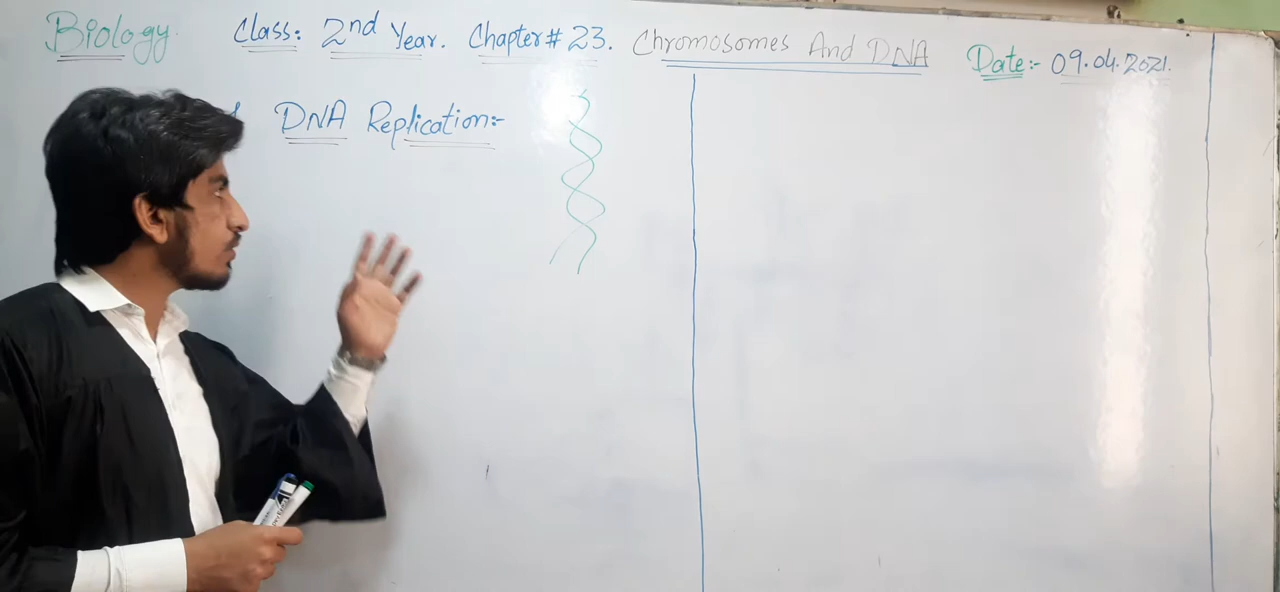 Biology. Class: 2nd Year. Chapter # 23. Chromosomes And DNA Date:- 09.04.2021.
DNA Replication:-